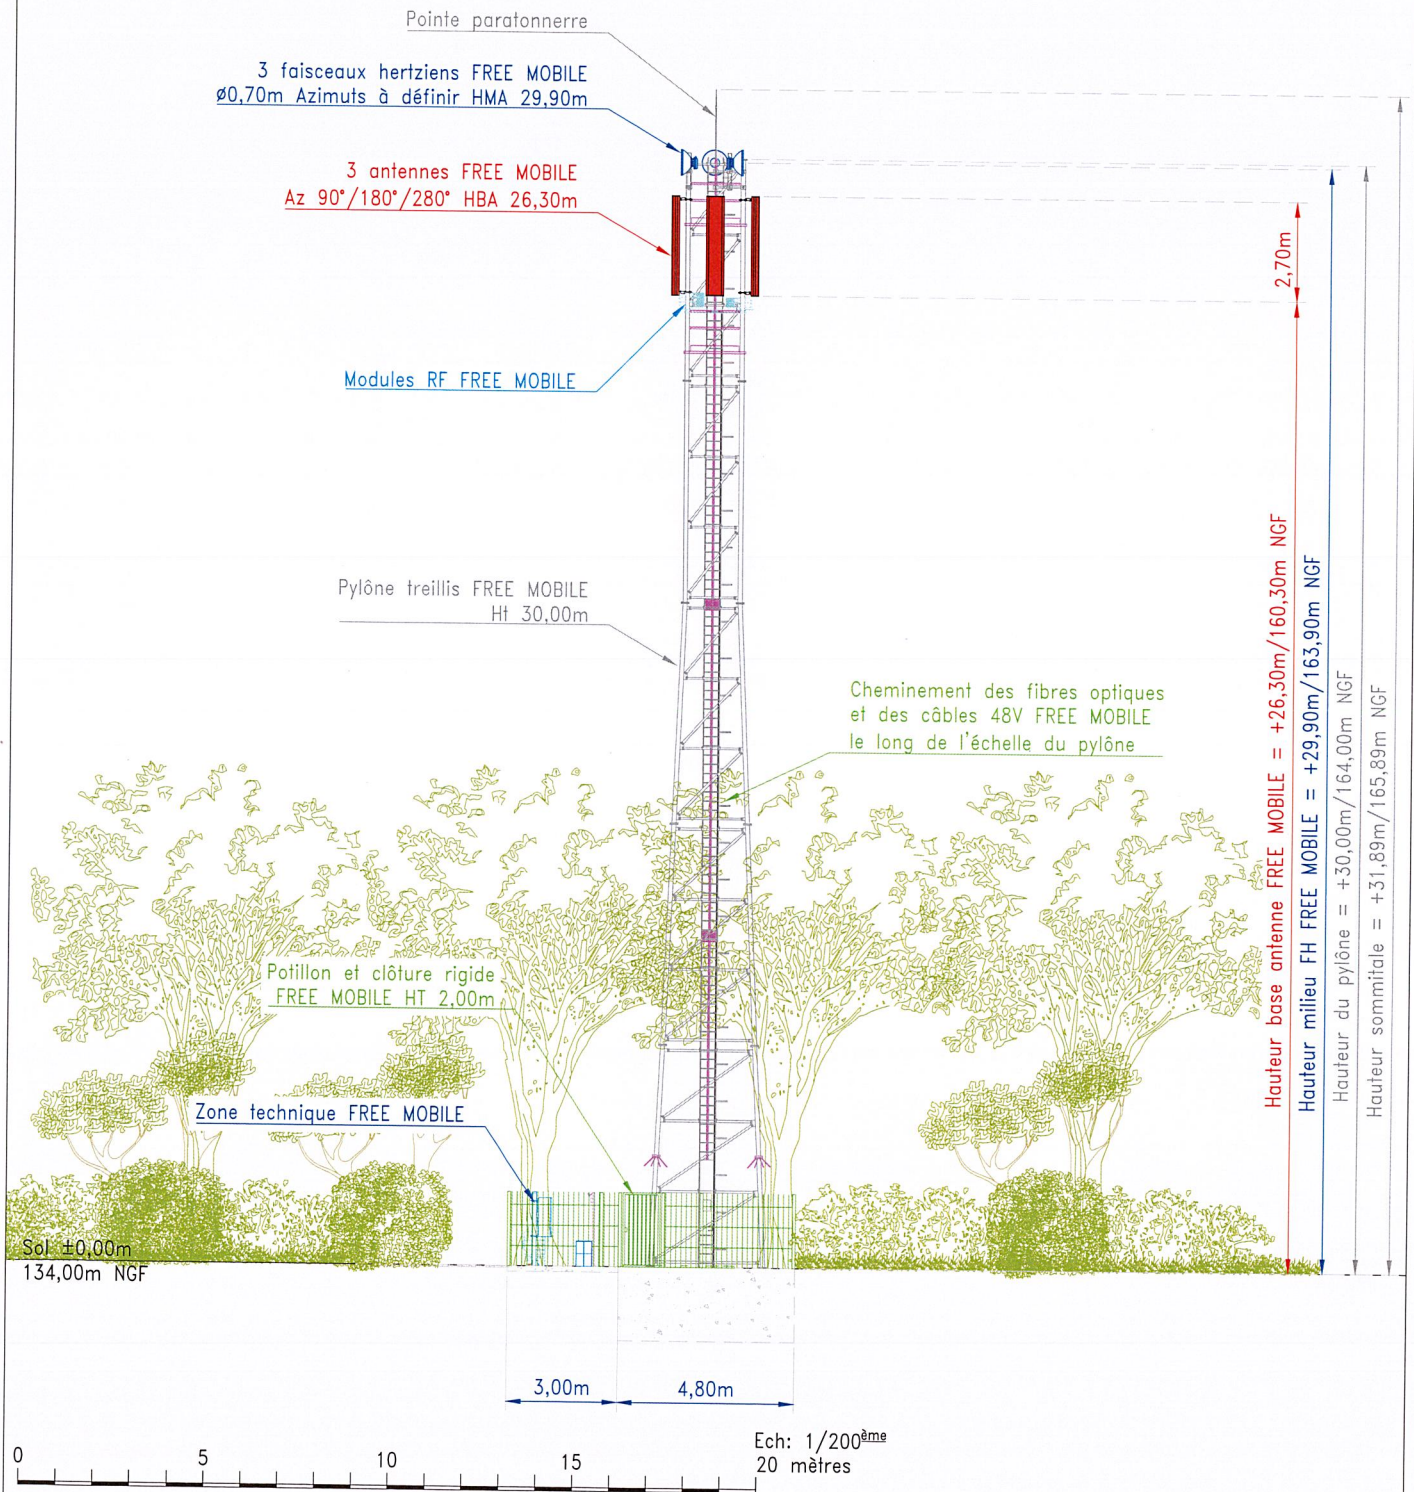 Pointe paratonnerre
3 faisceaux hertziens FREE MOBILE
ø0,70m Azimuts à définir HMA 29,90m
3 antennes FREE MOBILE
Az 90°/180°/280° HBA 26,30m
2,70m
Modules RF FREE MOBILE
Pylône treillis FREE MOBILE
Ht 30,00m
Cheminement des fibres optiques
et des câbles 48V FREE MOBILE
le long de l'échelle du pylône
Hauteur base antenne FREE MOBILE = +26,30m/160,30m NGF
Hauteur milieu FH FREE MOBILE = +29,90m/163,90m NGF
Hauteur du pylône = +30,00m/164,00m NGF
Hauteur sommitale = +31,89m/165,89m NGF
Potillon et clôture rigide
FREE MOBILE HT 2,00m
Zone technique FREE MOBILE
Sol ±0,00m
134,00m NGF
3,00m
4,80m
Ech: 1/200ème
0 5 10 15 20 mètres